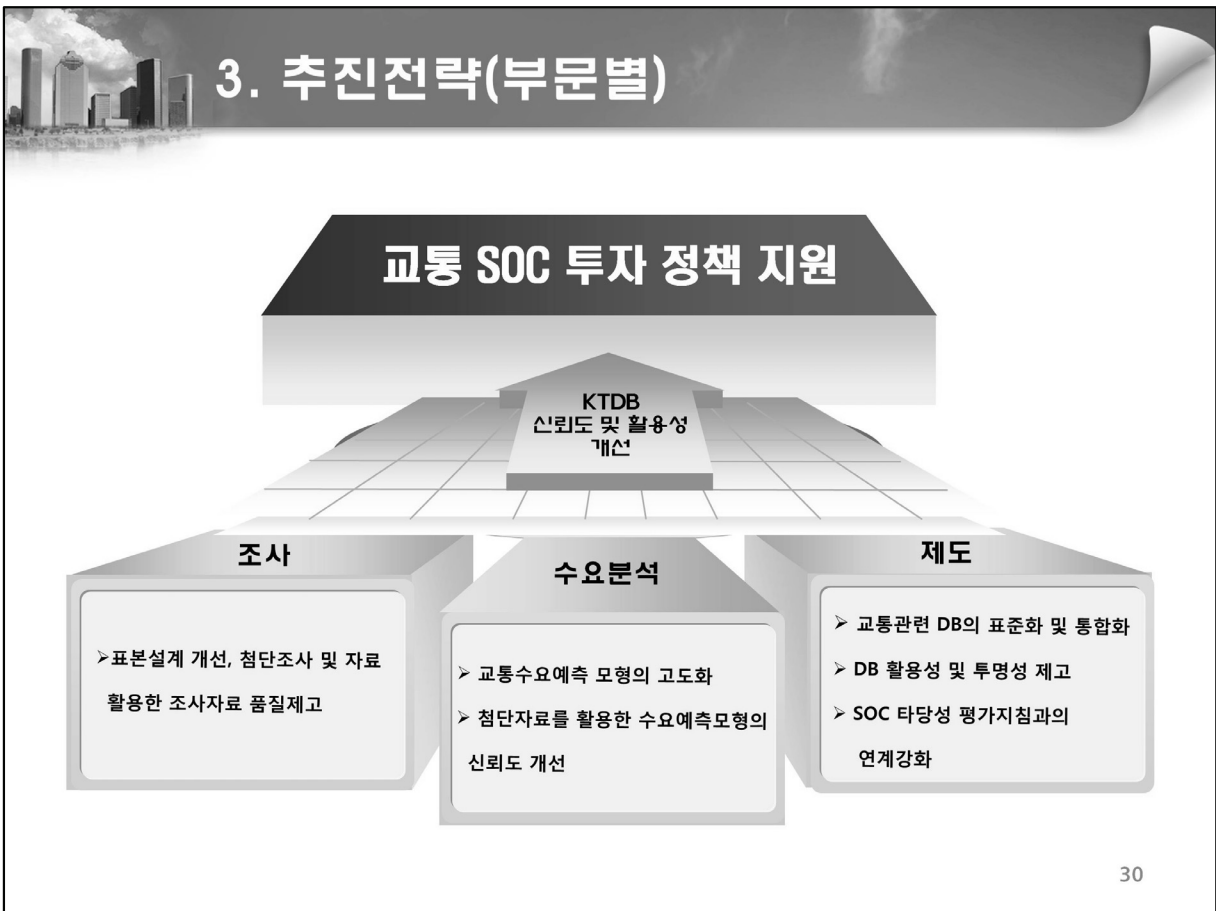 3. 추진전략(부문별)
교통 SOC 투자 정책 지원
KTDB
신뢰도 및 활용성
개선
조사
➢표본설계 개선, 첨단조사 및 자료
활용한 조사자료 품질제고
수요분석
➢ 교통수요예측 모형의 고도화
➢ 첨단자료를 활용한 수요예측모형의
신뢰도 개선
제도
➢ 교통관련 DB의 표준화 및 통합화
➢ DB 활용성 및 투명성 제고
➢ SOC 타당성 평가지침과의
연계강화
30